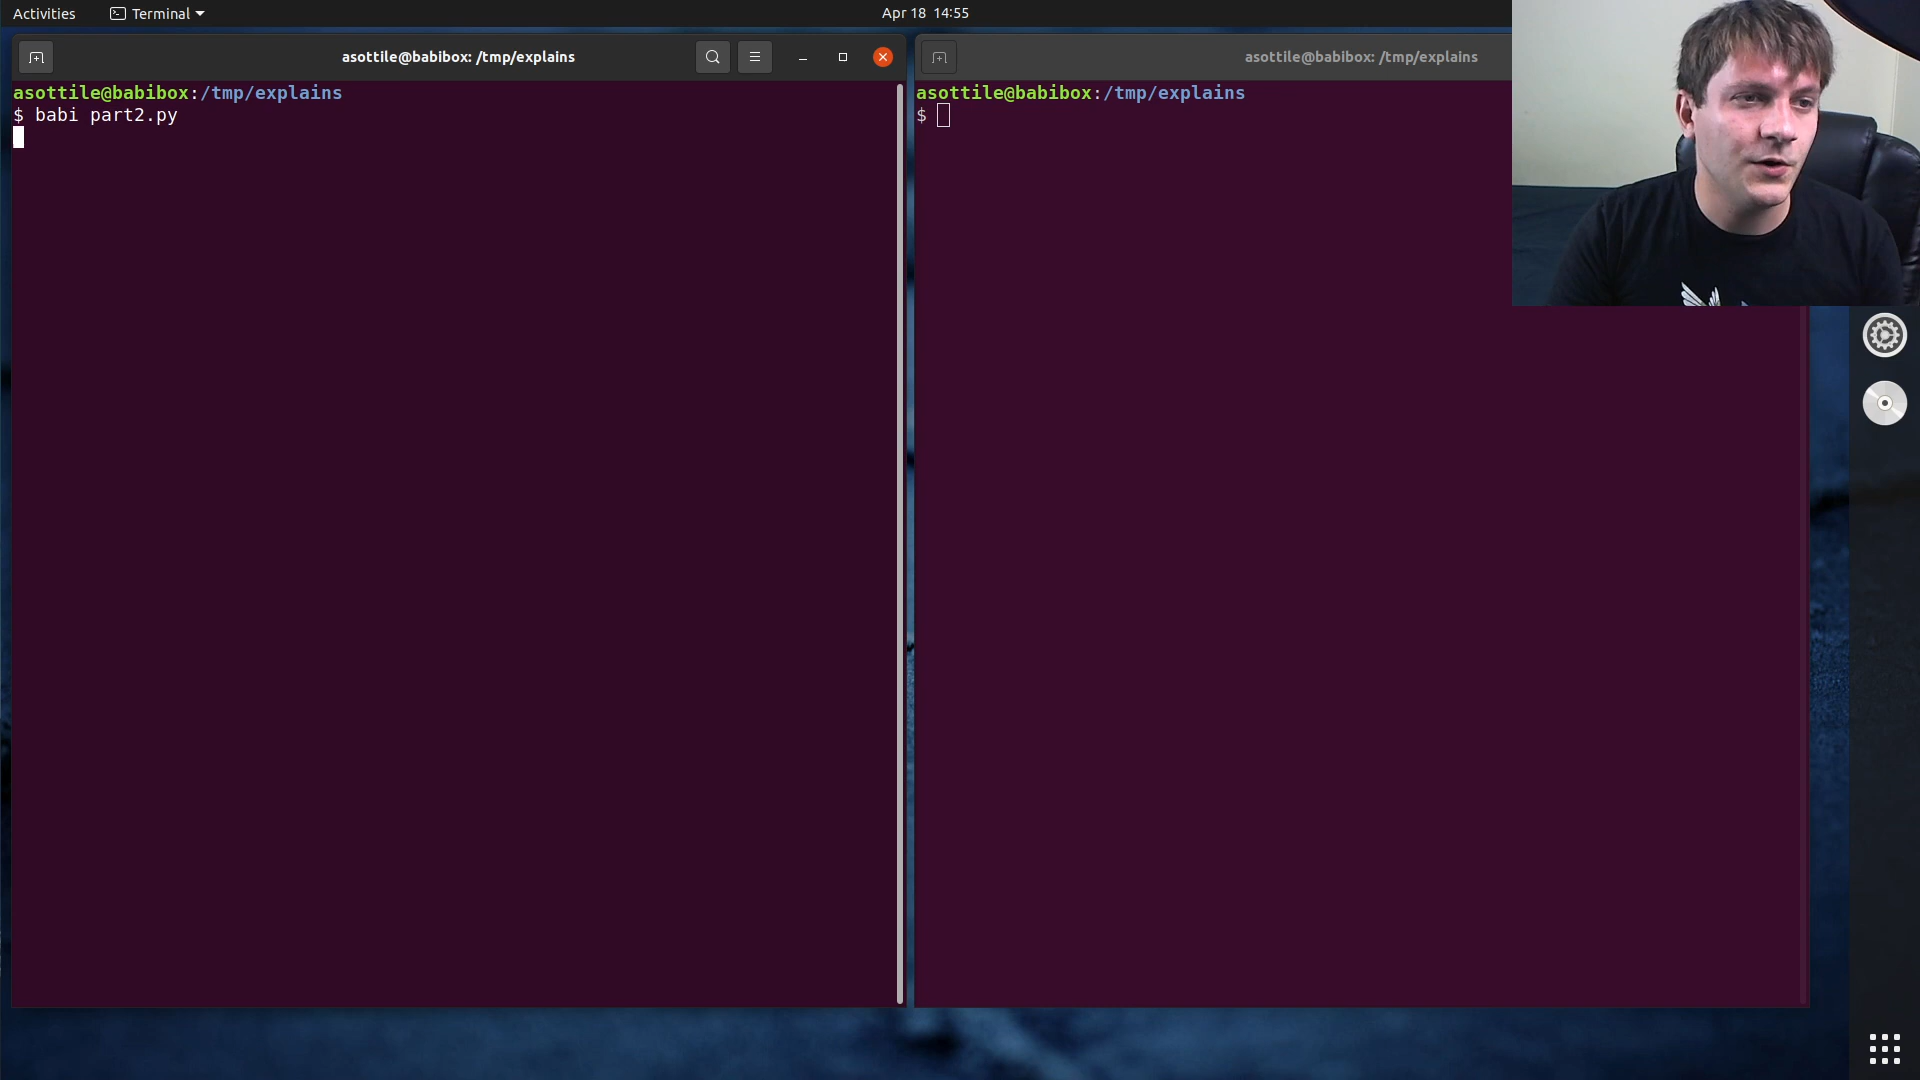 Activities
Terminal
Apr 18 14:55
asottile@babibox: /tmp/explains
asottile@babibox:/tmp/explains
$ babi part2.py
asottile@babibox: /tmp/explains
asottile@babibox:/tmp/explains
$